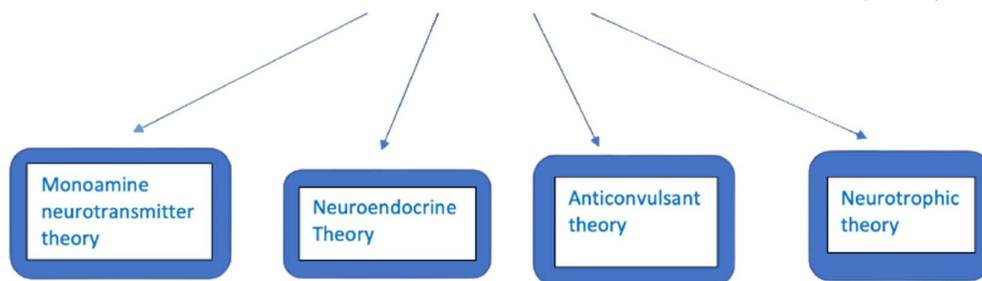 Monoamine
neurotransmitter
theory
Neuroendocrine
Theory
Anticonvulsant
theory
Neurotrophic
theory